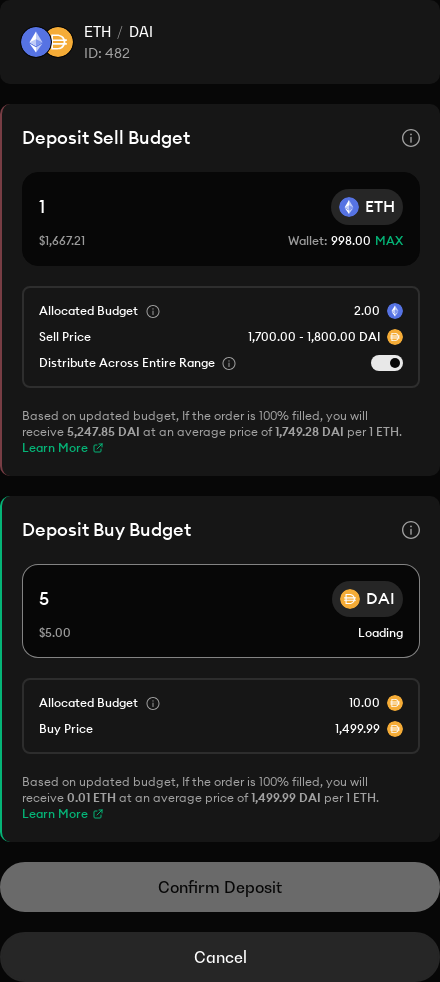 ETH / DAI
ID: 482
Deposit Sell Budget
1
ETH
$1,667.21
Wallet: 998.00 MAX
Allocated Budget
2.00
Sell Price
1,700.00 - 1,800.00 DAI
Distribute Across Entire Range
Based on updated budget, If the order is 100% filled, you will
receive 5,247.85 DAI at an average price of 1,749.28 DAI per 1 ETH.
Learn More
Deposit Buy Budget
5
DAI
$5.00
Loading
Allocated Budget
10.00
Buy Price
1,499.99
Based on updated budget, If the order is 100% filled, you will
receive 0.01 ETH at an average price of 1,499.99 DAI per 1 ETH.
Learn More
Confirm Deposit
Cancel